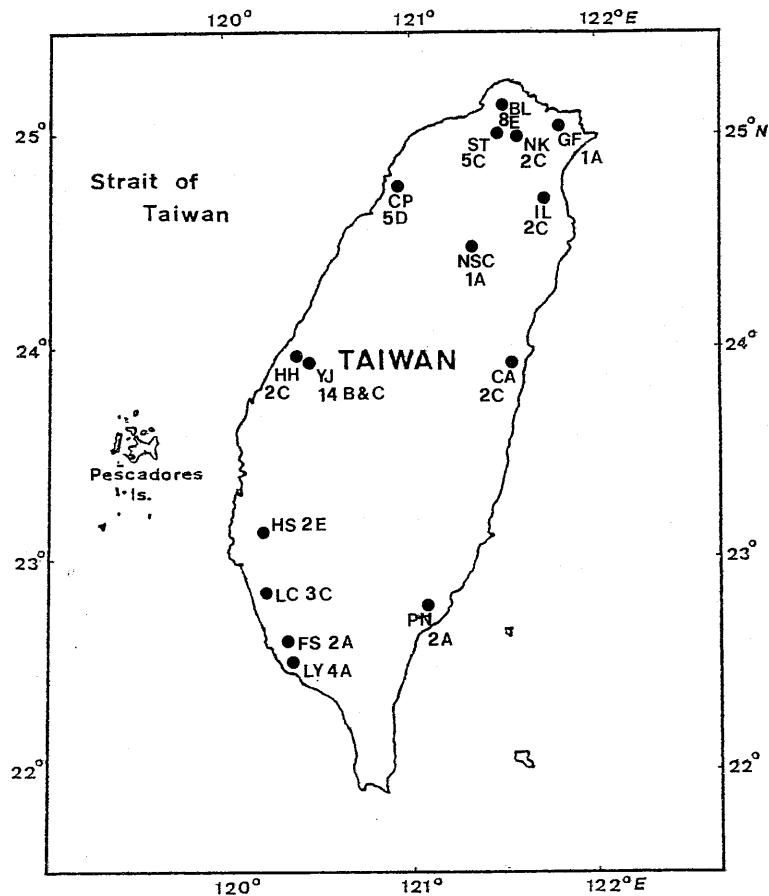 120° 121° 122°E
BL
8E
25° ST NK GF 25°N
5C 2C 1A
Strait of
Taiwan
CP
5D
IL
2C
NSC
1A
24° 24°
TAIWAN
HH YJ CA
2C 14 B&C 2C
Pescadores
Is.
HS 2E
23° 23°
LC 3C
PN
2A
FS 2A
LY 4A
22° 22°
120° 121° 122°E